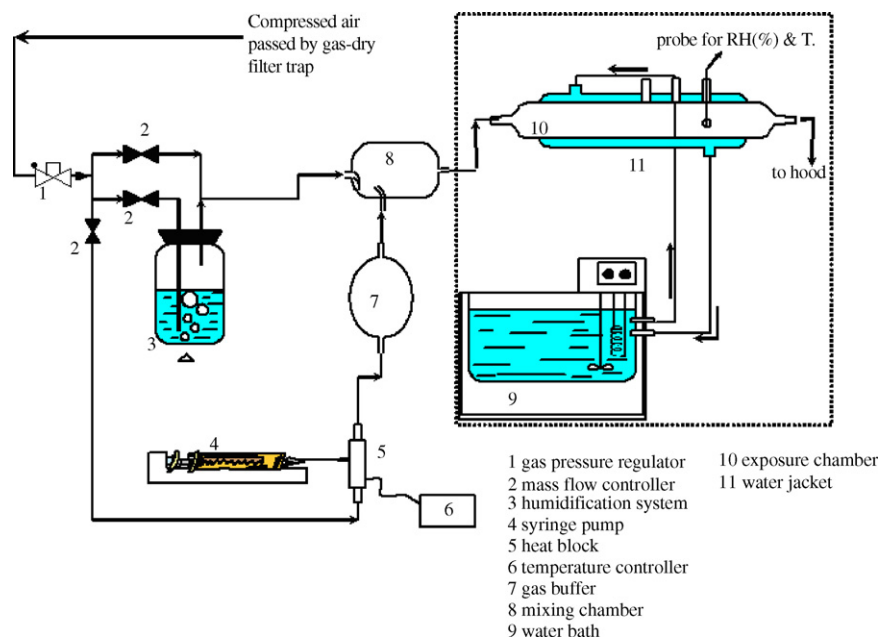 Compressed air
passed by gas-dry
filter trap
probe for RH(%) & T.
2
10
8
11
to hood
1
2
2
7
3
9
4
5
6
1 gas pressure regulator
2 mass flow controller
3 humidification system
4 syringe pump
5 heat block
6 temperature controller
7 gas buffer
8 mixing chamber
9 water bath
10 exposure chamber
11 water jacket